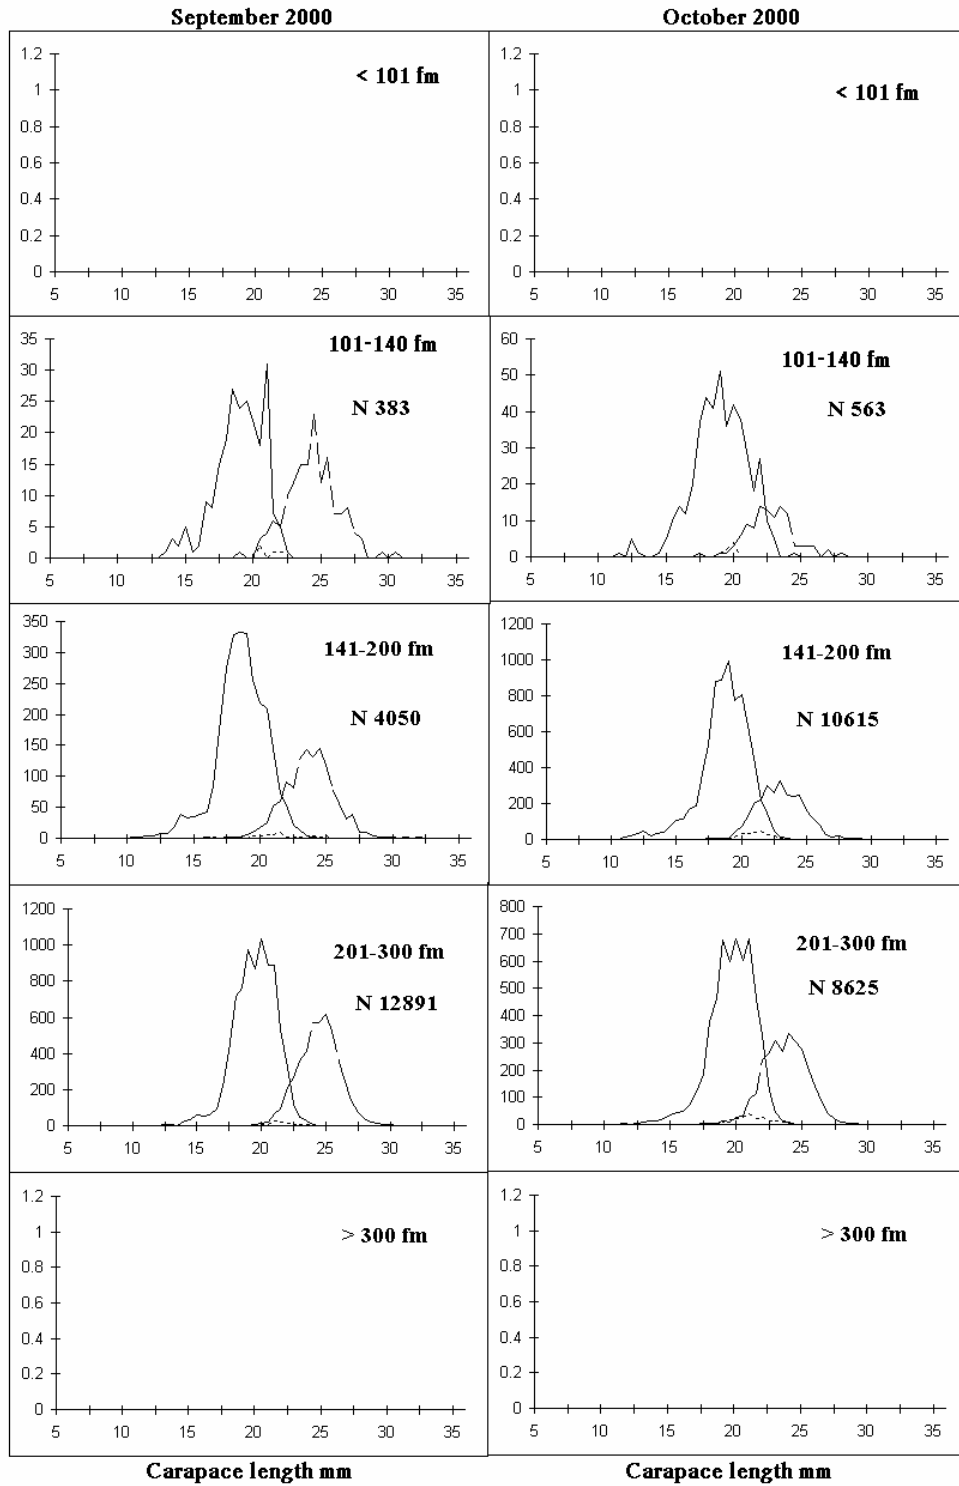 September 2000
October 2000
1.2
1
0.8
0.6
0.4
0.2
0
< 101 fm
5 10 15 20 25 30 35
1.2
1
0.8
0.6
0.4
0.2
0
< 101 fm
5 10 15 20 25 30 35
35
30
25
20
15
10
5
0
101-140 fm
N 383
5 10 15 20 25 30 35
60
50
40
30
20
10
0
101-140 fm
N 563
5 10 15 20 25 30 35
350
300
250
200
150
100
50
0
141-200 fm
N 4050
5 10 15 20 25 30 35
1200
1000
800
600
400
200
0
141-200 fm
N 10615
5 10 15 20 25 30 35
1200
1000
800
600
400
200
0
201-300 fm
N 12891
5 10 15 20 25 30 35
800
700
600
500
400
300
200
100
0
201-300 fm
N 8625
5 10 15 20 25 30 35
1.2
1
0.8
0.6
0.4
0.2
0
> 300 fm
5 10 15 20 25 30 35
1.2
1
0.8
0.6
0.4
0.2
0
> 300 fm
5 10 15 20 25 30 35
Carapace length mm
Carapace length mm